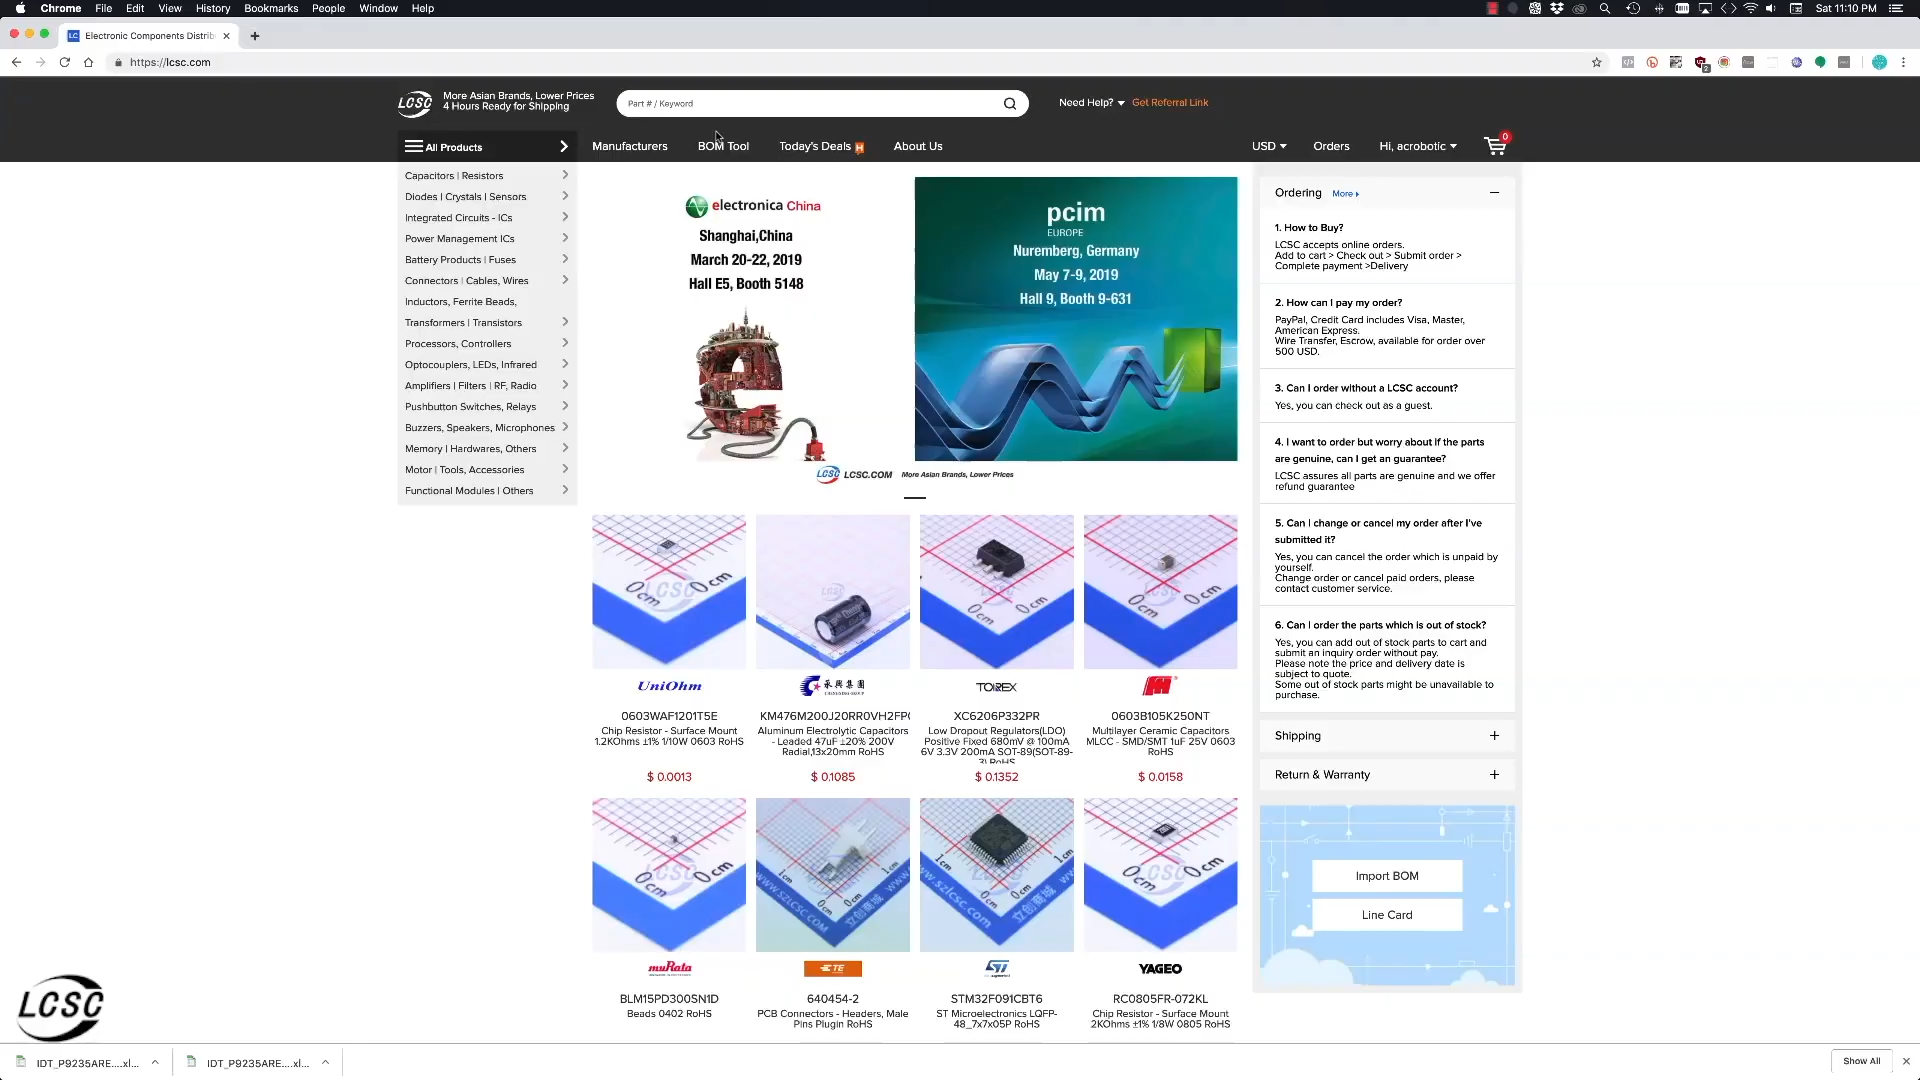 Chrome File Edit View History Bookmarks People Window Help
Sat 11:10 PM
LC Electronic Components Distrib
https://lcsc.com
LCSC
More Asian Brands, Lower Prices
4 Hours Ready for Shipping
Part # / Keyword
Need Help?
Get Referral Link
All Products
Manufacturers
BOM Tool
Today's Deals
H
About Us
USD
Orders
Hi, acrobotic
0
Capacitors | Resistors
Diodes | Crystals | Sensors
Integrated Circuits - ICs
Power Management ICs
Battery Products | Fuses
Connectors | Cables, Wires
Inductors, Ferrite Beads,
Transformers | Transistors
Processors, Controllers
Optocouplers, LEDs, Infrared
Amplifiers | Filters | RF, Radio
Pushbutton Switches, Relays
Buzzers, Speakers, Microphones
Memory | Hardwares, Others
Motor | Tools, Accessories
Functional Modules | Others
electronica China
Shanghai,China
March 20-22, 2019
Hall E5, Booth 5148
pcim
EUROPE
Nuremberg, Germany
May 7-9, 2019
Hall 9, Booth 9-631
LCSC LCSC.COM More Asian Brands, Lower Prices
Ordering More
1. How to Buy?
LCSC accepts online orders.
Add to cart > Check out > Submit order >
Complete payment >Delivery
2. How can I pay my order?
PayPal, Credit Card includes Visa, Master,
American Express.
Wire Transfer, Escrow, available for order over
500 USD.
3. Can I order without a LCSC account?
Yes, you can check out as a guest.
4. I want to order but worry about if the parts
are genuine, can I get an guarantee?
LCSC assures all parts are genuine and we offer
refund guarantee
5. Can I change or cancel my order after I've
submitted it?
Yes, you can cancel the order which is unpaid by
yourself.
Change order or cancel paid orders, please
contact customer service.
6. Can I order the parts which is out of stock?
Yes, you can add out of stock parts to cart and
submit an inquiry order without pay.
Please note the price and delivery date is
subject to quote.
Some out of stock parts might be unavailable to
purchase.
Shipping
Return & Warranty
Import BOM
Line Card
UniOhm
0603WAF1201T5E
Chip Resistor - Surface Mount
1.2KOhms ±1% 1/10W 0603 RoHS
$ 0.0013
承兴集团
KM476M200J20RR0VH2FP(
Aluminum Electrolytic Capacitors
- Leaded 47uF ±20% 200V
Radial,13x20mm RoHS
$ 0.1085
TOIREX
XC6206P332PR
Low Dropout Regulators(LDO)
Positive Fixed 680mV @ 100mA
6V 3.3V 200mA SOT-89(SOT-89-
3) RoHS
$ 0.1352
0603B105K250NT
Multilayer Ceramic Capacitors
MLCC - SMD/SMT 1uF 25V 0603
RoHS
$ 0.0158
muRata
BLM15PD300SN1D
Beads 0402 RoHS
TE
640454-2
PCB Connectors - Headers, Male
Pins Plugin RoHS
ST
STM32F091CBT6
ST Microelectronics LQFP-
48_7x7x05P RoHS
YAGEO
RC0805FR-072KL
Chip Resistor - Surface Mount
2KOhms ±1% 1/8W 0805 RoHS
LCSC
IDT_P9235ARE....xl...
IDT_P9235ARE....xl...
Show All